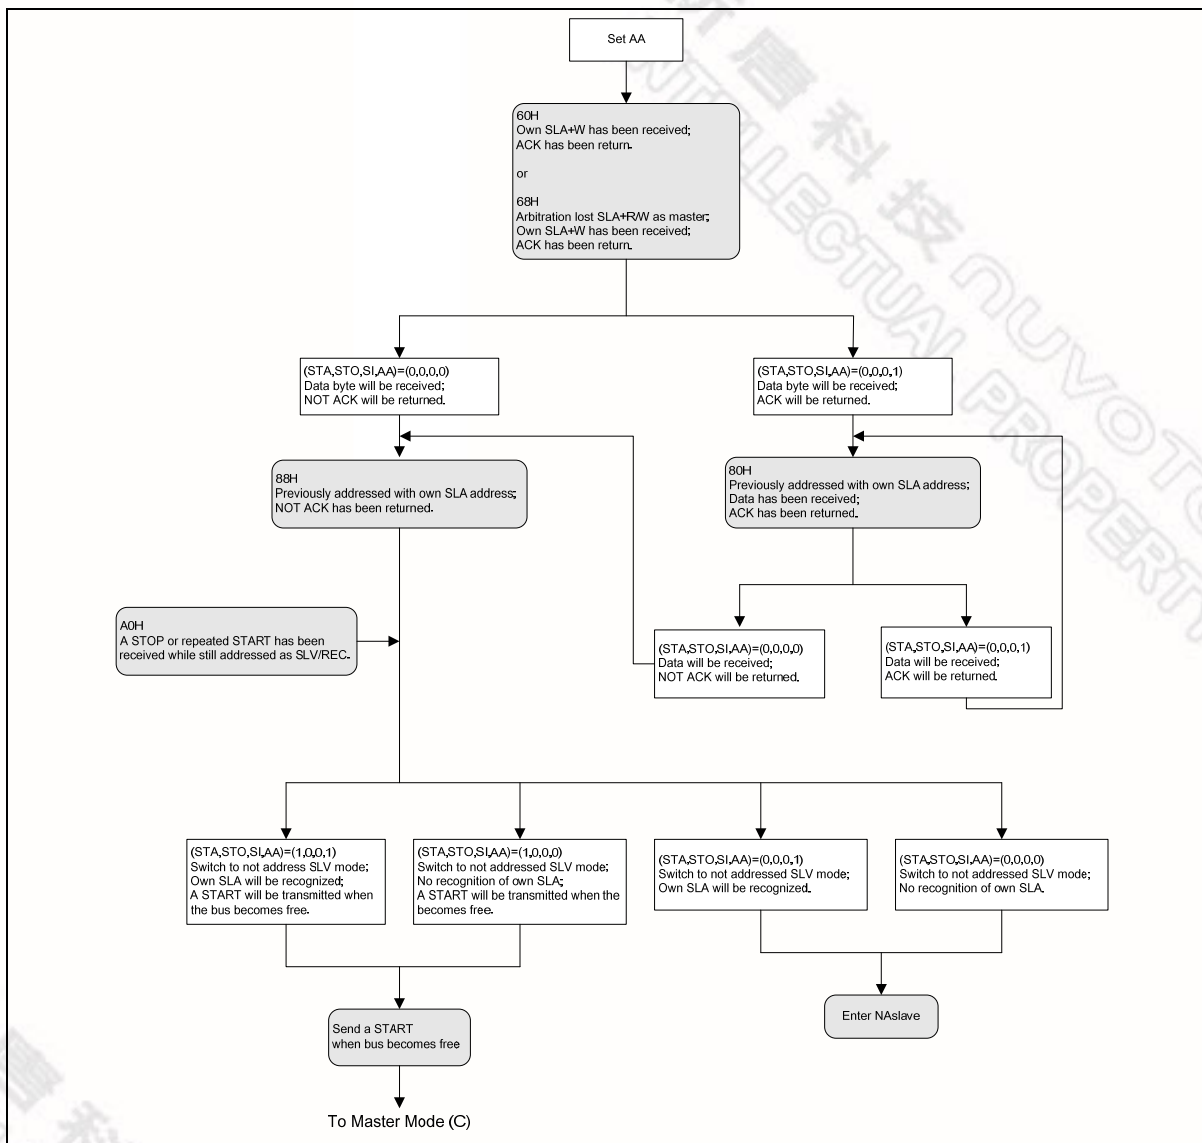 Set AA
60H
Own SLA+W has been received;
ACK has been return.
or
68H
Arbitration lost SLA+R/W as master;
Own SLA+W has been received;
ACK has been return.
(STA,STO,SI,AA)=(0,0,0,0)
Data byte will be received;
NOT ACK will be returned.
(STA,STO,SI,AA)=(0,0,0,1)
Data byte will be received;
ACK will be returned.
88H
Previously addressed with own SLA address;
NOT ACK has been returned.
80H
Previously addressed with own SLA address;
Data has been received;
ACK has been returned.
A0H
A STOP or repeated START has been
received while still addressed as SLV/REC.
(STA,STO,SI,AA)=(0,0,0,0)
Data will be received;
NOT ACK will be returned.
(STA,STO,SI,AA)=(0,0,0,1)
Data will be received;
ACK will be returned.
(STA,STO,SI,AA)=(1,0,0,1)
Switch to not address SLV mode;
Own SLA will be recognized;
A START will be transmitted when
the bus becomes free.
(STA,STO,SI,AA)=(1,0,0,0)
Switch to not addressed SLV mode;
No recognition of own SLA;
A START will be transmitted when the
becomes free.
(STA,STO,SI,AA)=(0,0,0,1)
Switch to not addressed SLV mode;
Own SLA will be recognized.
(STA,STO,SI,AA)=(0,0,0,0)
Switch to not addressed SLV mode;
No recognition of own SLA.
Send a START
when bus becomes free
Enter NAslave
To Master Mode (C)
唐科技 nuvoTo
INTELLECTUAL PROPERTY